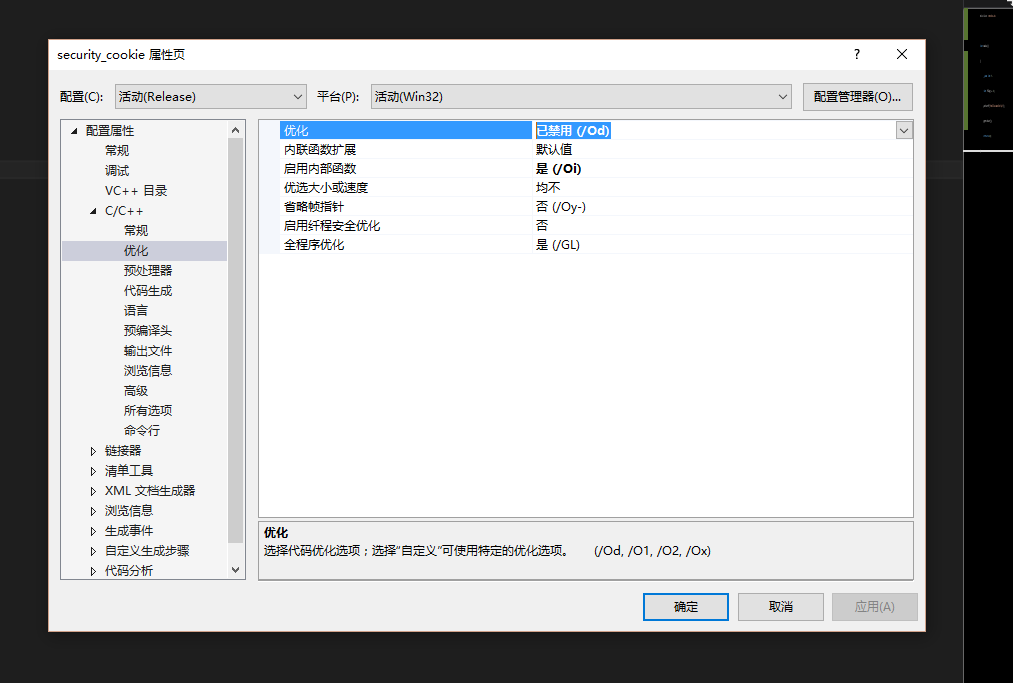 security_cookie 属性页
?
配置(C): 活动(Release) 平台(P): 活动(Win32) 配置管理器(O)...
配置属性
常规
调试
VC++ 目录
C/C++
常规
优化
预处理器
代码生成
语言
预编译头
输出文件
浏览信息
高级
所有选项
命令行
链接器
清单工具
XML 文档生成器
浏览信息
生成事件
自定义生成步骤
代码分析
优化 已禁用 (/Od)
内联函数扩展 默认值
启用内部函数 是 (/Oi)
优选大小或速度 均不
省略帧指针 否 (/Oy-)
启用纤程安全优化 否
全程序优化 是 (/GL)
优化
选择代码优化选项；选择“自定义”可使用特定的优化选项。 (/Od, /O1, /O2, /Ox)
确定 取消 应用(A)